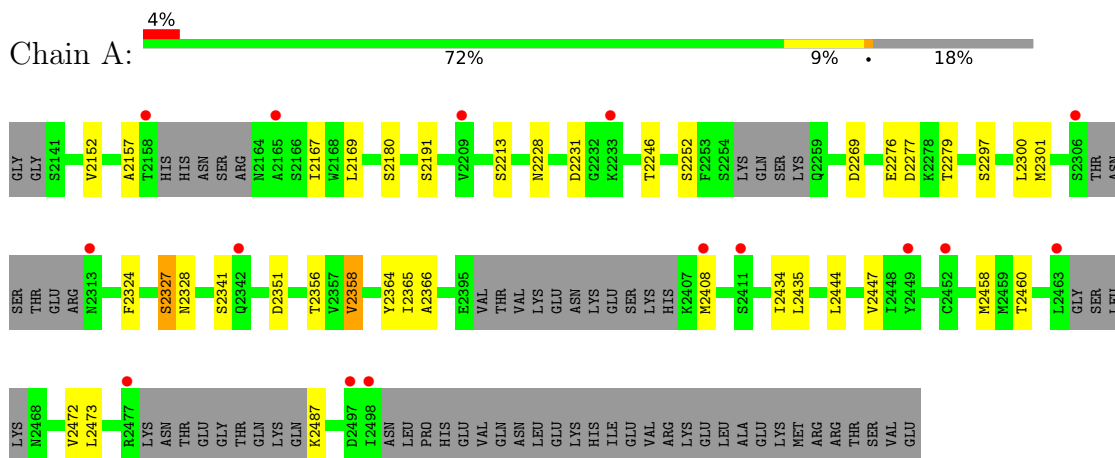 4%
Chain A:
72% 9% • 18%
GLY GLY S2141 V2152 A2157 T2158 HIS HIS ASN SER ARG N2164 A2165 S2166 I2167 W2168 L2169 S2180 S2191 V2209 S2213 N2228 D2231 G2232 K2233 T2246 S2252 F2253 S2254 LYS GLN SER LYS Q2259 D2269 E2276 D2277 K2278 T2279 S2297 L2300 M2301 S2306 THR ASN
SER THR GLU ARG N2313 F2324 S2327 N2328 S2341 Q2342 D2351 T2356 V2357 V2358 Y2364 I2365 A2366 E2395 VAL THR VAL LYS GLU ASN LYS GLU SER LYS HIS K2407 M2408 S2411 I2434 L2435 L2444 V2447 I2448 Y2449 C2452 M2458 M2459 T2460 L2463 GLY SER LEU
LYS N2468 V2472 L2473 R2477 LYS ASN THR GLU GLY THR GLN LYS GLN K2487 D2497 I2498 ASN LEU PRO HIS GLU VAL GLN ASN LEU GLU LYS HIS ILE GLU VAL ARG LYS GLU LEU ALA GLU LYS MET ARG ARG THR SER VAL GLU